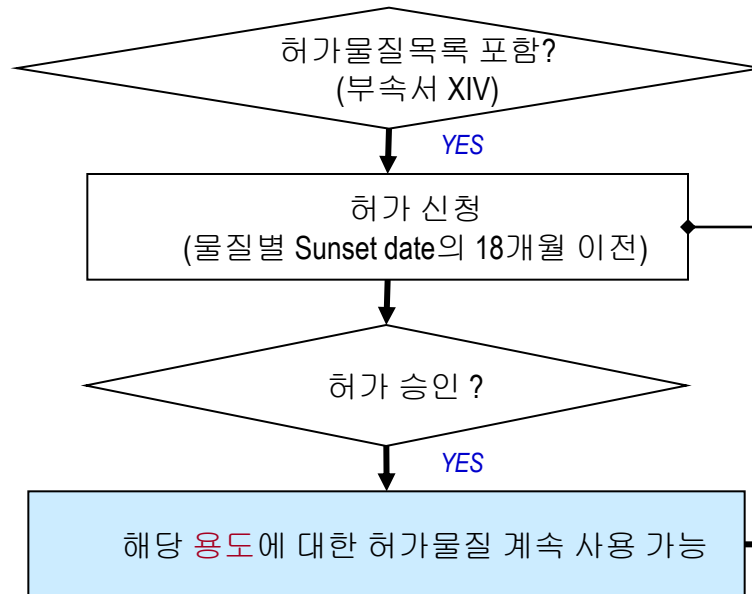 허가물질목록 포함?
(부속서 XIV)
YES
허가 신청
(물질별 Sunset date의 18개월 이전)
허가 승인 ?
YES
해당 용도에 대한 허가물질 계속 사용 가능